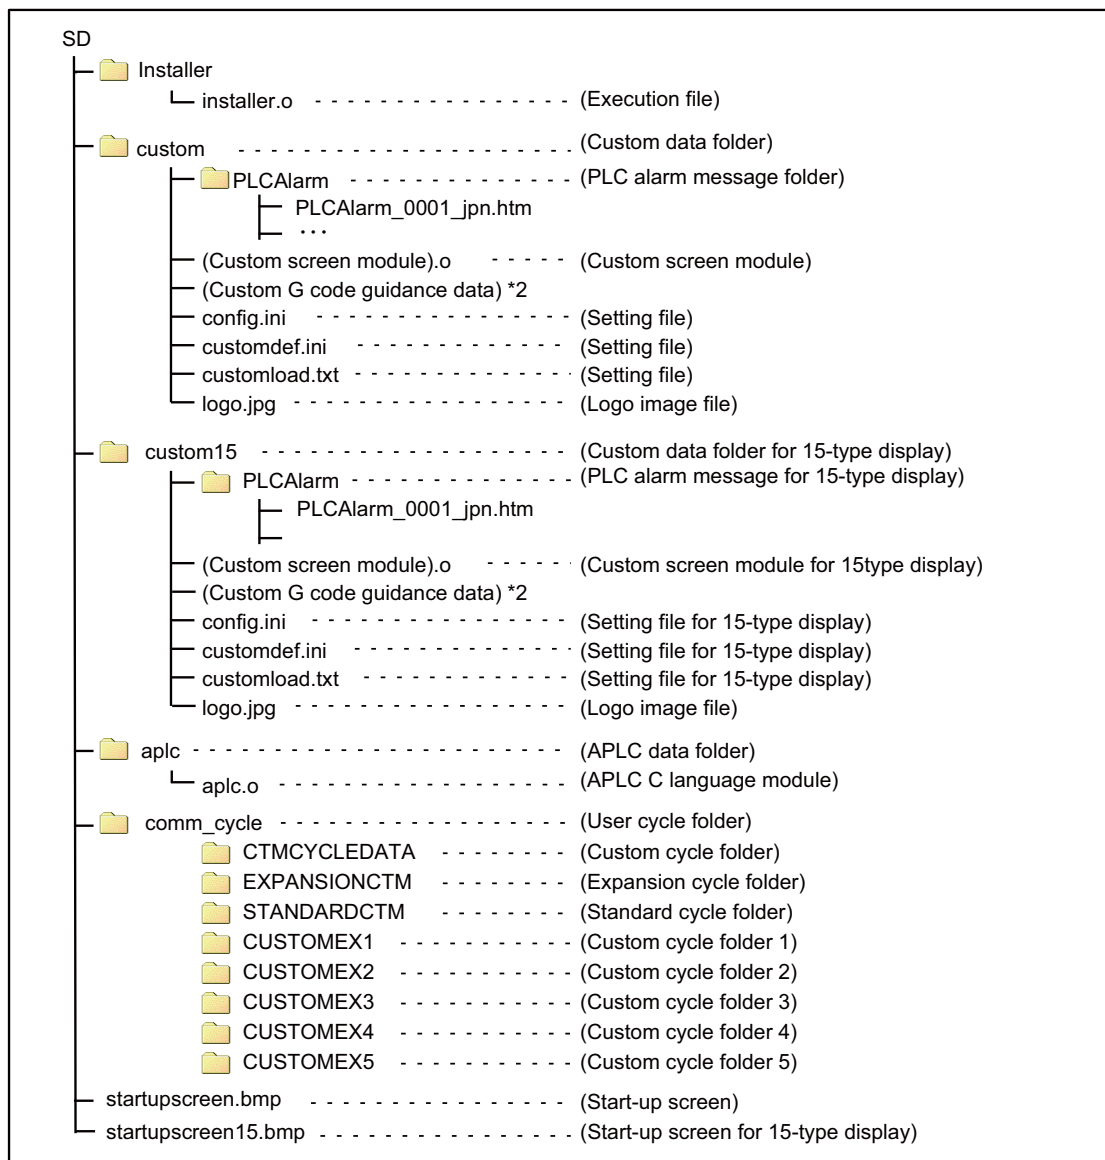 SD
Installer
installer.o - - - - - - - - - - - - - - - - - (Execution file)
custom - - - - - - - - - - - - - - - - - - - - - - (Custom data folder)
PLCAlarm - - - - - - - - - - - - - - (PLC alarm message folder)
PLCAlarm_0001_jpn.htm
･･･
(Custom screen module).o - - - - - (Custom screen module)
(Custom G code guidance data) *2
config.ini - - - - - - - - - - - - - - - - - (Setting file)
customdef.ini - - - - - - - - - - - - - - (Setting file)
customload.txt - - - - - - - - - - - - - - (Setting file)
logo.jpg - - - - - - - - - - - - - - - - - - (Logo image file)
custom15 - - - - - - - - - - - - - - - - - - - - (Custom data folder for 15-type display)
PLCAlarm - - - - - - - - - - - - - - (PLC alarm message for 15-type display)
PLCAlarm_0001_jpn.htm
(Custom screen module).o - - - - - - (Custom screen module for 15type display)
(Custom G code guidance data) *2
config.ini - - - - - - - - - - - - - - - - - (Setting file for 15-type display)
customdef.ini - - - - - - - - - - - - - - (Setting file for 15-type display)
customload.txt - - - - - - - - - - - - - - (Setting file for 15-type display)
logo.jpg - - - - - - - - - - - - - - - - - - (Logo image file)
aplc - - - - - - - - - - - - - - - - - - - - - - - - (APLC data folder)
aplc.o - - - - - - - - - - - - - - - - - - - (APLC C language module)
comm_cycle - - - - - - - - - - - - - - - - - - - (User cycle folder)
CTMCYCLEDATA - - - - - - - - (Custom cycle folder)
EXPANSIONCTM - - - - - - - - (Expansion cycle folder)
STANDARDCTM - - - - - - - - - (Standard cycle folder)
CUSTOMEX1 - - - - - - - - - - - (Custom cycle folder 1)
CUSTOMEX2 - - - - - - - - - - - (Custom cycle folder 2)
CUSTOMEX3 - - - - - - - - - - - (Custom cycle folder 3)
CUSTOMEX4 - - - - - - - - - - - (Custom cycle folder 4)
CUSTOMEX5 - - - - - - - - - - - (Custom cycle folder 5)
startupscreen.bmp - - - - - - - - - - - - - - - - - (Start-up screen)
startupscreen15.bmp - - - - - - - - - - - - - - - - (Start-up screen for 15-type display)